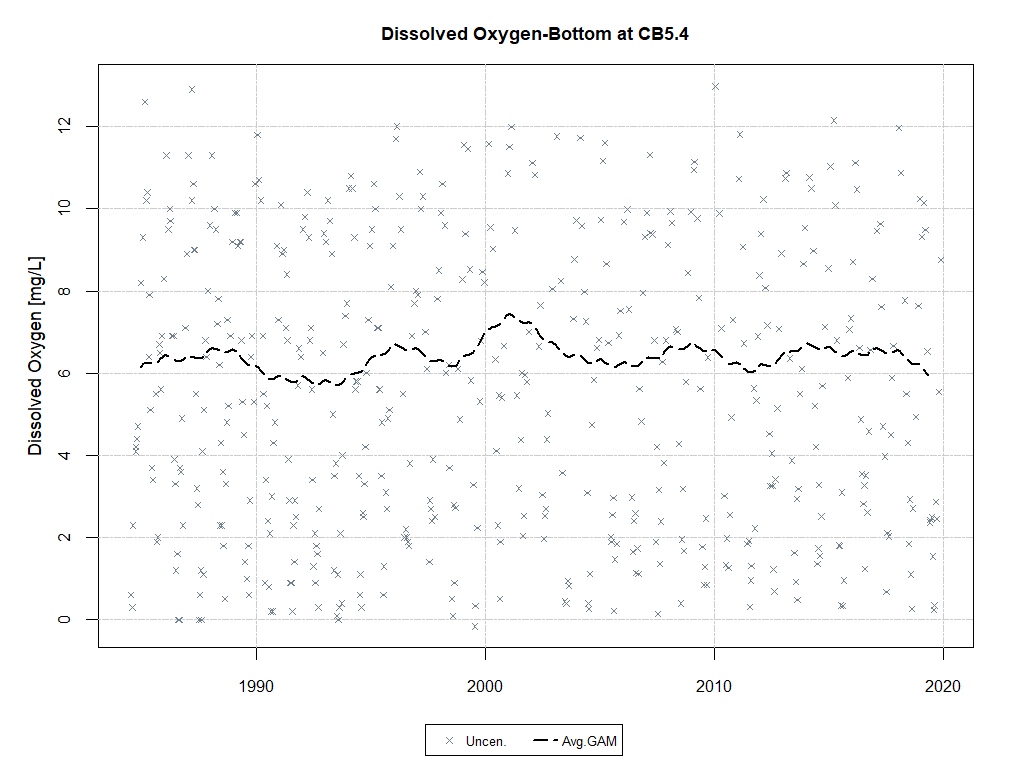 Dissolved Oxygen-Bottom at CB5.4
Dissolved Oxygen [mg/L]
12
10
8
6
4
2
0
1990 2000 2010 2020
Uncen. Avg.GAM